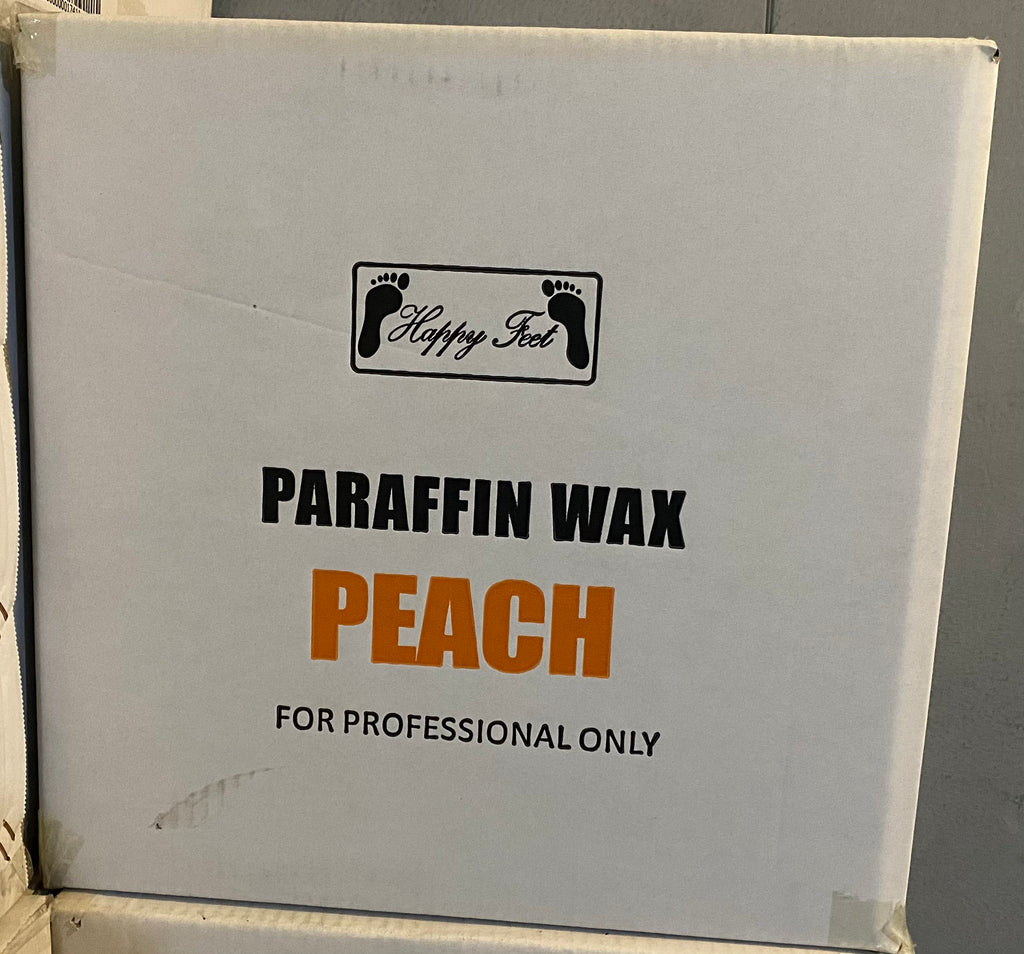 Happy Feet
PARAFFIN WAX
PEACH
FOR PROFESSIONAL ONLY